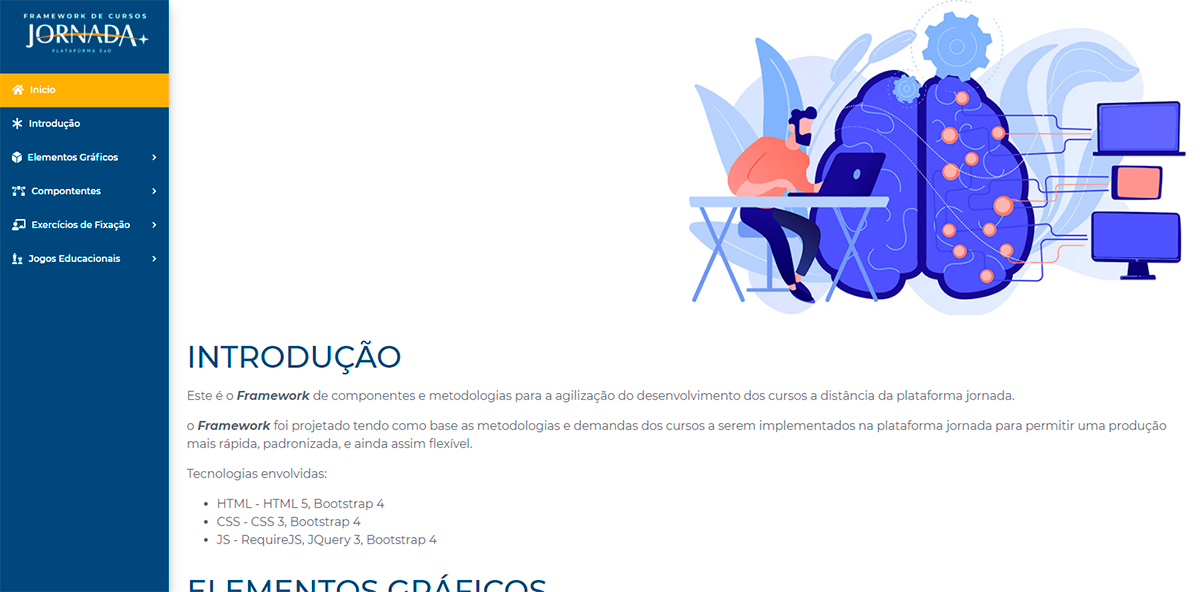 FRAMEWORK DE CURSOS
JORNADA
PLATAFORMA EaD
Inicio
Introdução
Elementos Gráficos
Compontentes
Exercícios de Fixação
Jogos Educacionais
INTRODUÇÃO
Este é o Framework de componentes e metodologias para a agilização do desenvolvimento dos cursos a distância da plataforma jornada.
o Framework foi projetado tendo como base as metodologias e demandas dos cursos a serem implementados na plataforma jornada para permitir uma produção
mais rápida, padronizada, e ainda assim flexível.
Tecnologias envolvidas:
• HTML - HTML 5, Bootstrap 4
• CSS - CSS 3, Bootstrap 4
• JS - RequireJS, JQuery 3, Bootstrap 4
ELEMENTOS GRÁFICOS